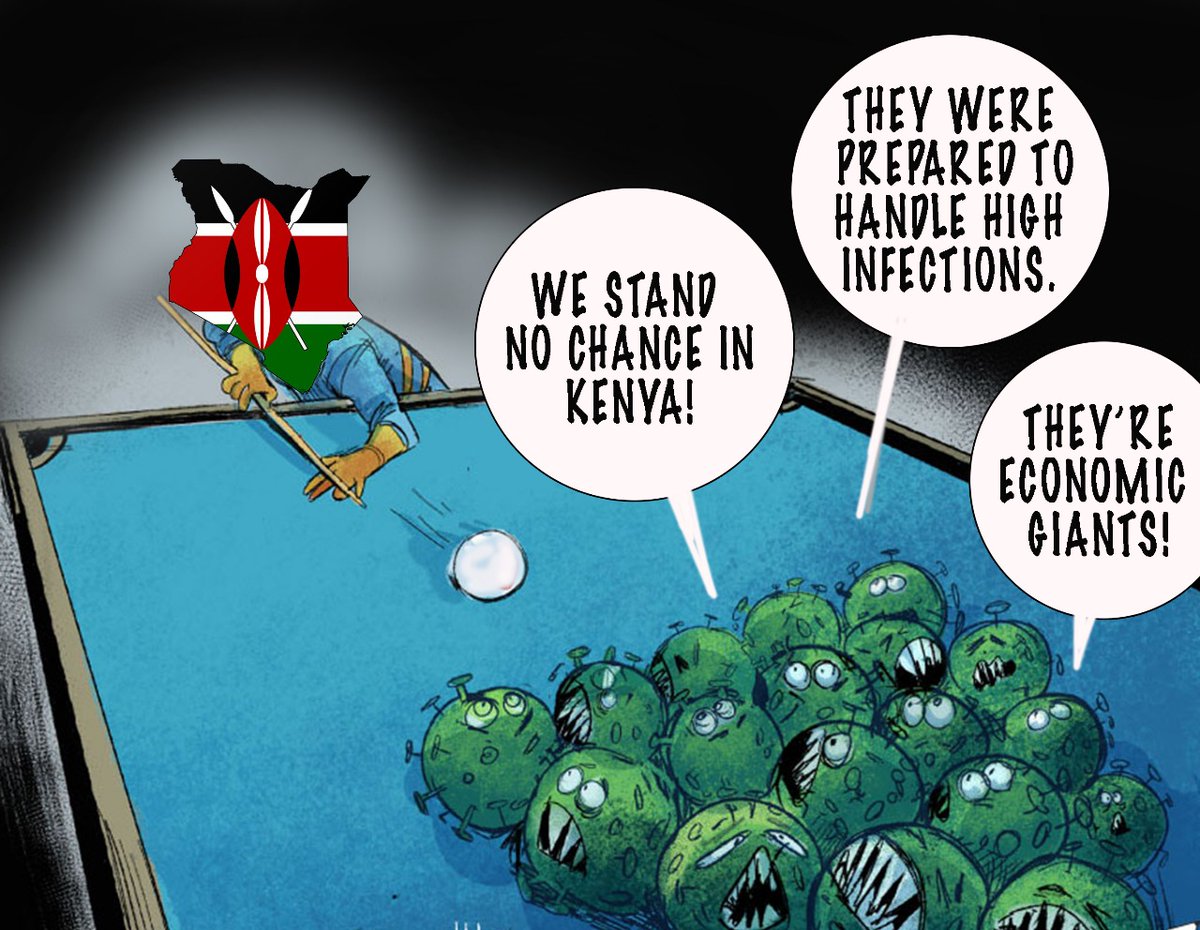 THEY WERE
PREPARED TO
HANDLE HIGH
INFECTIONS.
WE STAND
NO CHANCE IN
KENYA!
THEY'RE
ECONOMIC
GIANTS!